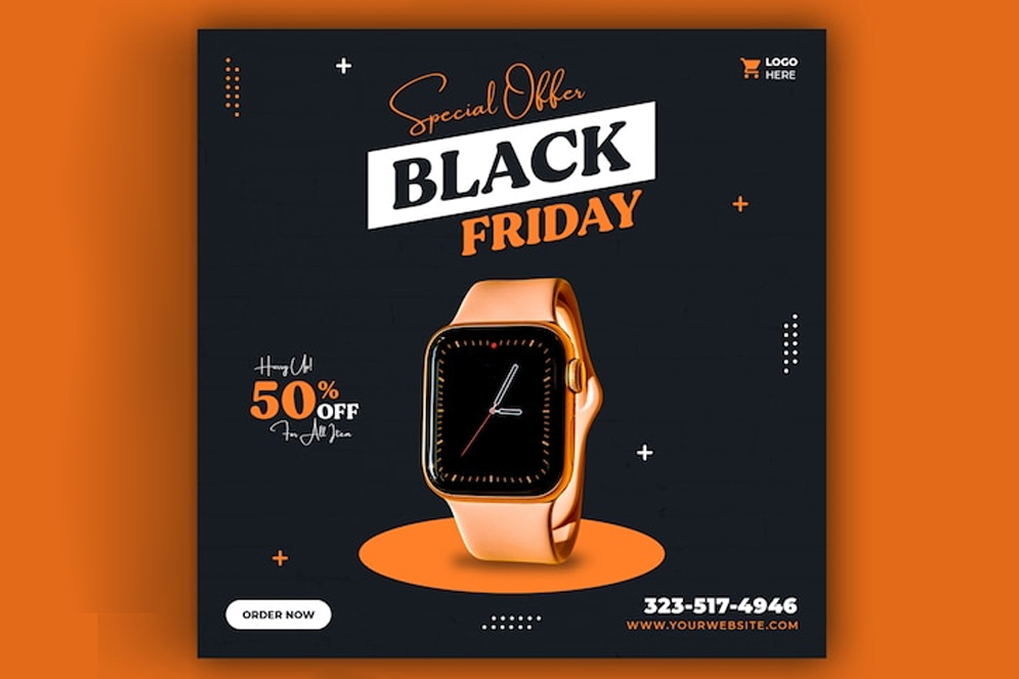 Special Offer
BLACK
FRIDAY
LOGO
HERE
Hurry Up!
50%
OFF
For All Item
ORDER NOW
323-517-4946
WWW.YOURWEBSITE.COM